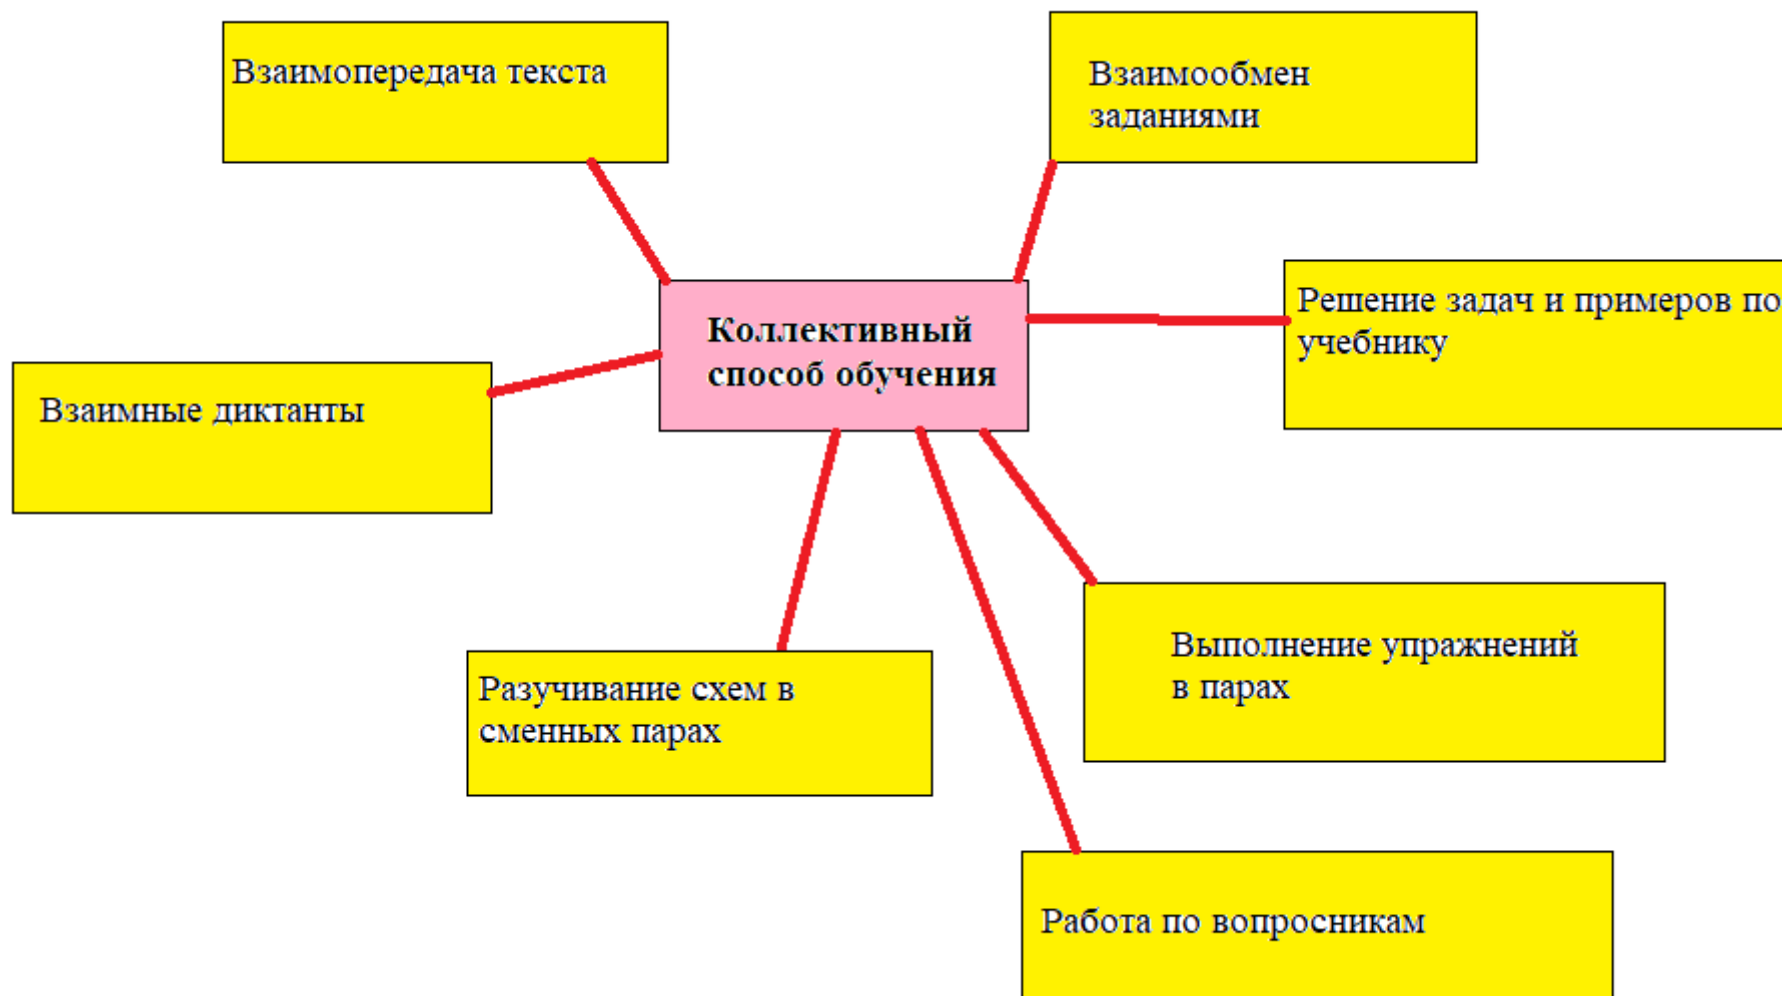 Взаимопередача текста
Взаимообмен
заданиями
Решение задач и примеров по
учебнику
Коллективный
способ обучения
Взаимные диктанты
Выполнение упражнений
в парах
Разучивание схем в
сменных парах
Работа по вопросникам